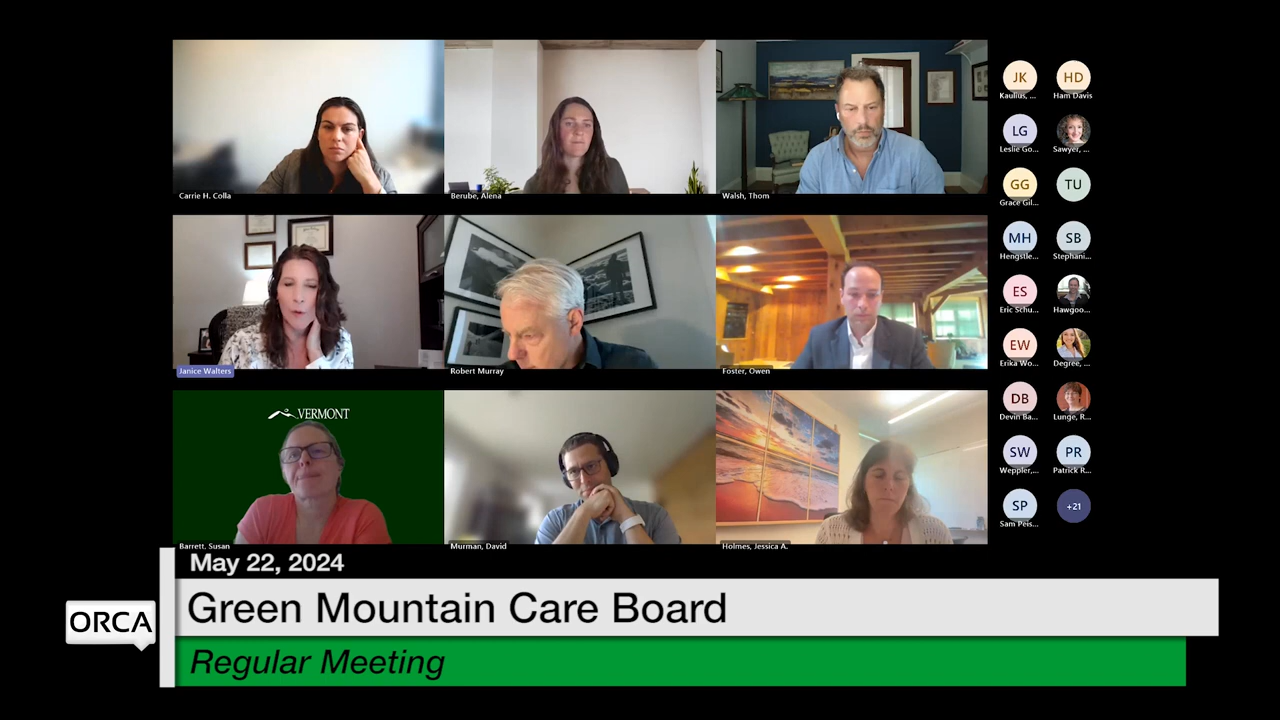 Carrie H. Colla
Berube, Alena
Walsh, Thom
Janice Walters
Robert Murray
Foster, Owen
VERMONT
Barrett, Susan
Murman, David
Holmes, Jessica A.
JK
HD
Kaulius, ...
Ham Davis
LG
Leslie Go...
Sawyer, ...
GG
TU
Grace Gil...
MH
SB
Hengstle...
Stephani...
ES
Eric Schu...
Hawgoo...
EW
Erika Wo...
Degree, ...
DB
Devin Ba...
Lunge, R...
SW
PR
Weppler,...
Patrick R...
SP
+21
Sam Peis...
May 22, 2024
ORCA
Green Mountain Care Board
Regular Meeting